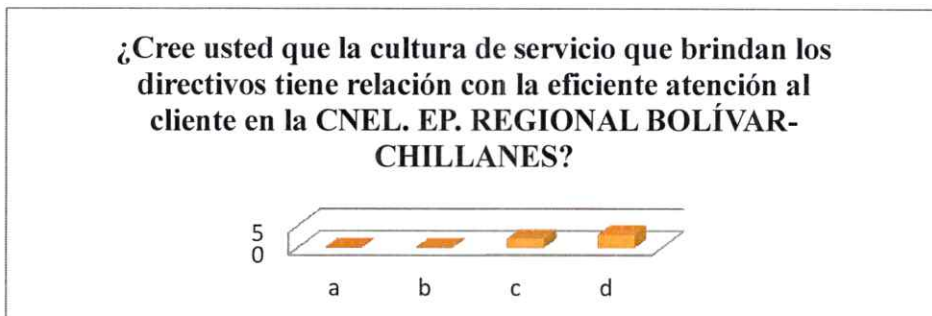 ¿Cree usted que la cultura de servicio que brindan los
directivos tiene relación con la eficiente atención al
cliente en la CNEL. EP. REGIONAL BOLÍVAR-
CHILLANES?
5
0
a b c d